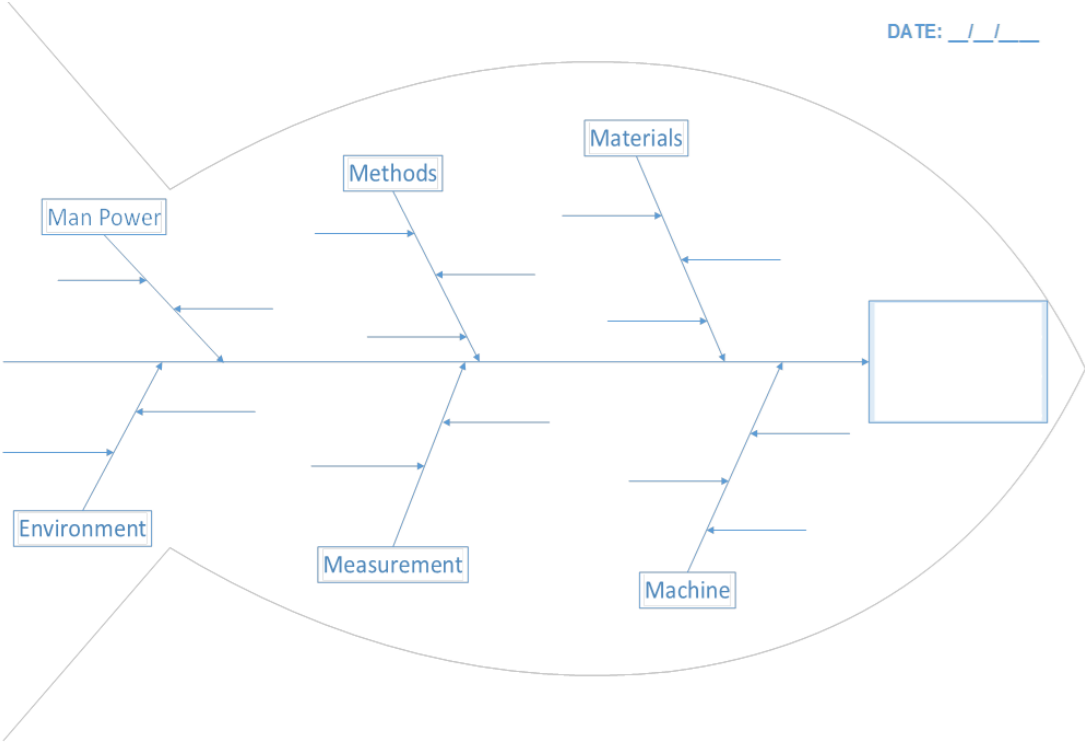 DATE: __/__/____
Materials
Methods
Man Power
Environment
Measurement
Machine